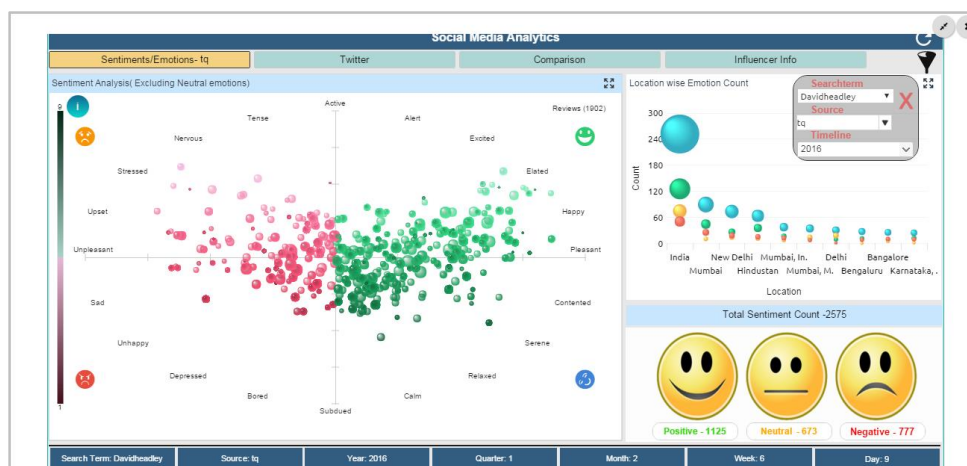 Social Media Analytics
Sentiments/Emotions- tq
Twitter
Comparison
Influencer Info
Sentiment Analysis( Excluding Neutral emotions)
Reviews (1902)
9
1
Active
Tense
Alert
Nervous
Excited
Stressed
Elated
Upset
Happy
Unpleasant
Pleasant
Sad
Contented
Unhappy
Serene
Depressed
Relaxed
Bored
Calm
Subdued
Location wise Emotion Count
Searchterm
Davidheadley
X
Source
tq
Timeline
2016
Count
300
240
180
120
60
0
India
New Delhi
Mumbai, In.
Delhi
Bangalore
Mumbai
Hindustan
Mumbai, M.
Bengaluru
Karnataka, .
Location
Total Sentiment Count -2575
Positive - 1125
Neutral - 673
Negative - 777
Search Term: Davidheadley
Source: tq
Year: 2016
Quarter: 1
Month: 2
Week: 6
Day: 9